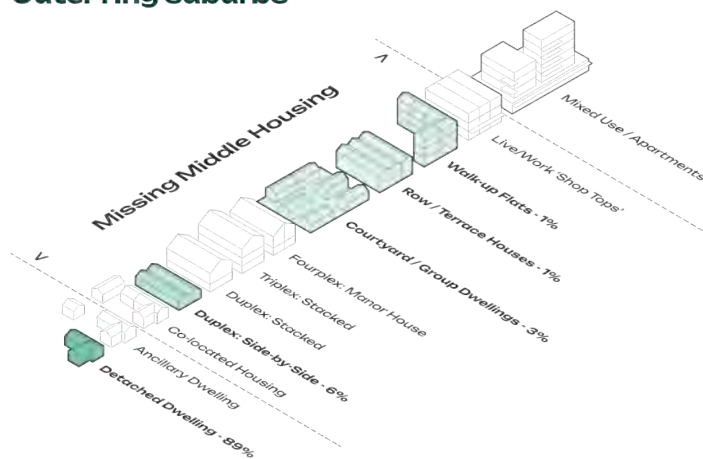 Outer ring suburbs
Missing Middle Housing
Mixed Use / Apartments
Live/Work 'Shop Tops'
Walk-up Flats - 1%
Row / Terrace Houses - 1%
Courtyard / Group Dwellings - 3%
Fourplex: Manor House
Triplex: Stacked
Duplex: Stacked
Duplex: Side-by-Side - 6%
Co-located Housing
Ancillary Dwelling
Detached Dwelling - 89%